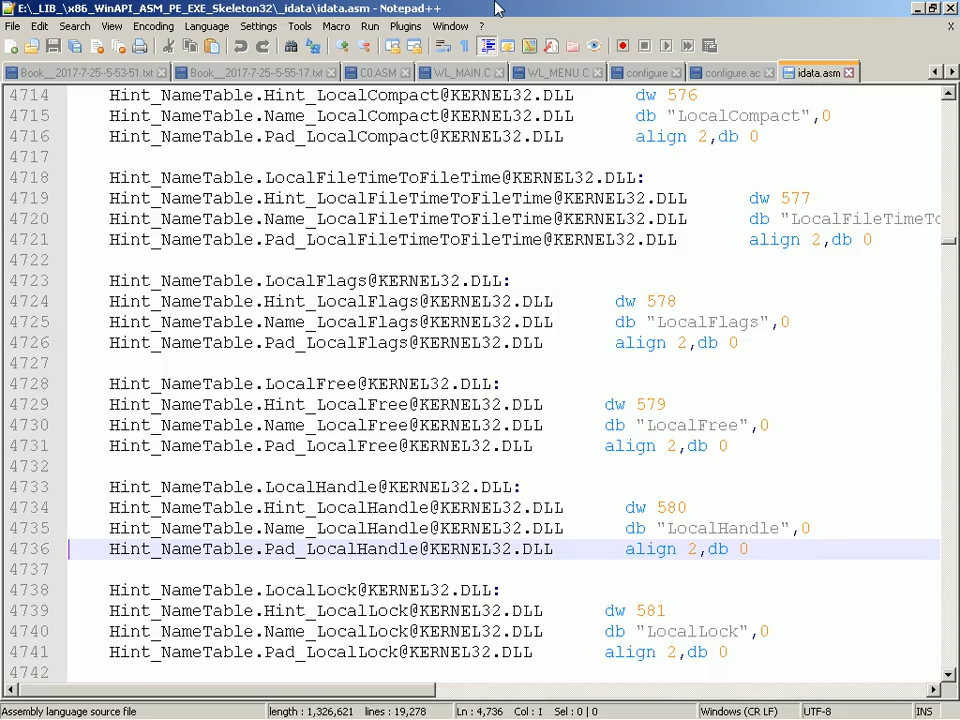 E:\_LIB_\x86_WinAPI_ASM_PE_EXE_Skeleton32\_idata\idata.asm - Notepad++
File Edit Search View Encoding Language Settings Tools Macro Run Plugins Window ? X
Book__2017-7-25-5-53-51.txt Book__2017-7-25-5-55-17.txt C0.ASM WL_MAIN.C WL_MENU.C configure configure.ac idata.asm
4714 Hint_NameTable.Hint_LocalCompact@KERNEL32.DLL dw 576
4715 Hint_NameTable.Name_LocalCompact@KERNEL32.DLL db "LocalCompact",0
4716 Hint_NameTable.Pad_LocalCompact@KERNEL32.DLL align 2,db 0
4717
4718 Hint_NameTable.LocalFileTimeToFileTime@KERNEL32.DLL:
4719 Hint_NameTable.Hint_LocalFileTimeToFileTime@KERNEL32.DLL dw 577
4720 Hint_NameTable.Name_LocalFileTimeToFileTime@KERNEL32.DLL db "LocalFileTimeTo
4721 Hint_NameTable.Pad_LocalFileTimeToFileTime@KERNEL32.DLL align 2,db 0
4722
4723 Hint_NameTable.LocalFlags@KERNEL32.DLL:
4724 Hint_NameTable.Hint_LocalFlags@KERNEL32.DLL dw 578
4725 Hint_NameTable.Name_LocalFlags@KERNEL32.DLL db "LocalFlags",0
4726 Hint_NameTable.Pad_LocalFlags@KERNEL32.DLL align 2,db 0
4727
4728 Hint_NameTable.LocalFree@KERNEL32.DLL:
4729 Hint_NameTable.Hint_LocalFree@KERNEL32.DLL dw 579
4730 Hint_NameTable.Name_LocalFree@KERNEL32.DLL db "LocalFree",0
4731 Hint_NameTable.Pad_LocalFree@KERNEL32.DLL align 2,db 0
4732
4733 Hint_NameTable.LocalHandle@KERNEL32.DLL:
4734 Hint_NameTable.Hint_LocalHandle@KERNEL32.DLL dw 580
4735 Hint_NameTable.Name_LocalHandle@KERNEL32.DLL db "LocalHandle",0
4736 Hint_NameTable.Pad_LocalHandle@KERNEL32.DLL align 2,db 0
4737
4738 Hint_NameTable.LocalLock@KERNEL32.DLL:
4739 Hint_NameTable.Hint_LocalLock@KERNEL32.DLL dw 581
4740 Hint_NameTable.Name_LocalLock@KERNEL32.DLL db "LocalLock",0
4741 Hint_NameTable.Pad_LocalLock@KERNEL32.DLL align 2,db 0
4742
Assembly language source file length : 1,326,621 lines : 19,278 Ln : 4,736 Col : 1 Sel : 0 | 0 Windows (CR LF) UTF-8 INS